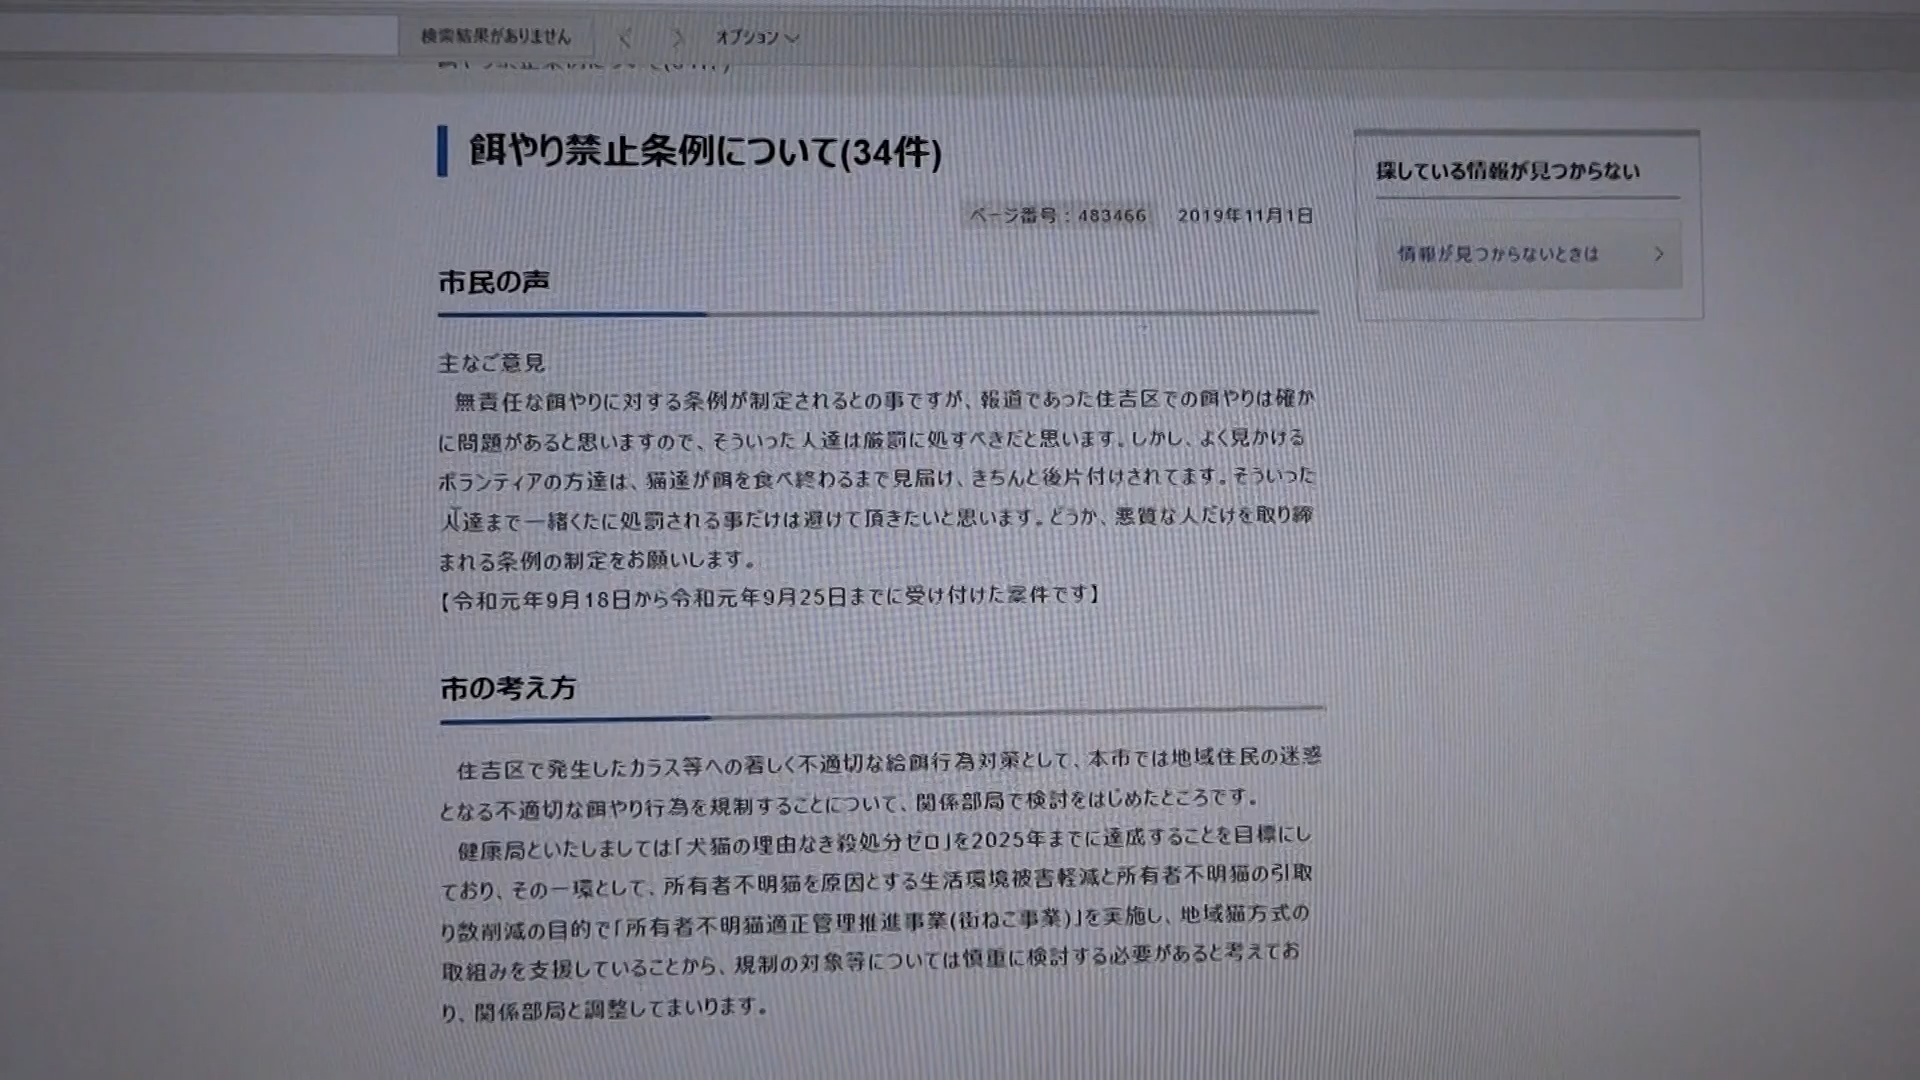 検索結果がありません
オプション
餌やり禁止条例について(34件)
ページ番号：483466
2019年11月1日
市民の声
主なご意見
無責任な餌やりに対する条例が制定されるとの事ですが、報道であった住吉区での餌やりは確か
に問題があると思いますので、そういった人達は厳罰に処すべきだと思います。しかし、よく見かける
ボランティアの方達は、猫達が餌を食べ終わるまで見届け、きちんと後片付けされてます。そういった
人達まで一緒くたに処罰される事だけは避けて頂きたいと思います。どうか、悪質な人だけを取り締
まれる条例の制定をお願いします。
【令和元年9月18日から令和元年9月25日までに受け付けた案件です】
市の考え方
住吉区で発生したカラス等への著しく不適切な給餌行為対策として、本市では地域住民の迷惑
となる不適切な餌やり行為を規制することについて、関係部局で検討をはじめたところです。
健康局といたしましては「犬猫の理由なき殺処分ゼロ」を2025年までに達成することを目標にし
ており、その一環として、所有者不明猫を原因とする生活環境被害軽減と所有者不明猫の引取
り数削減の目的で「所有者不明猫適正管理推進事業(街ねこ事業)」を実施し、地域猫方式の
取組みを支援していることから、規制の対象等については慎重に検討する必要があると考えてお
り、関係部局と調整してまいります。
探している情報が見つからない
情報が見つからないときは